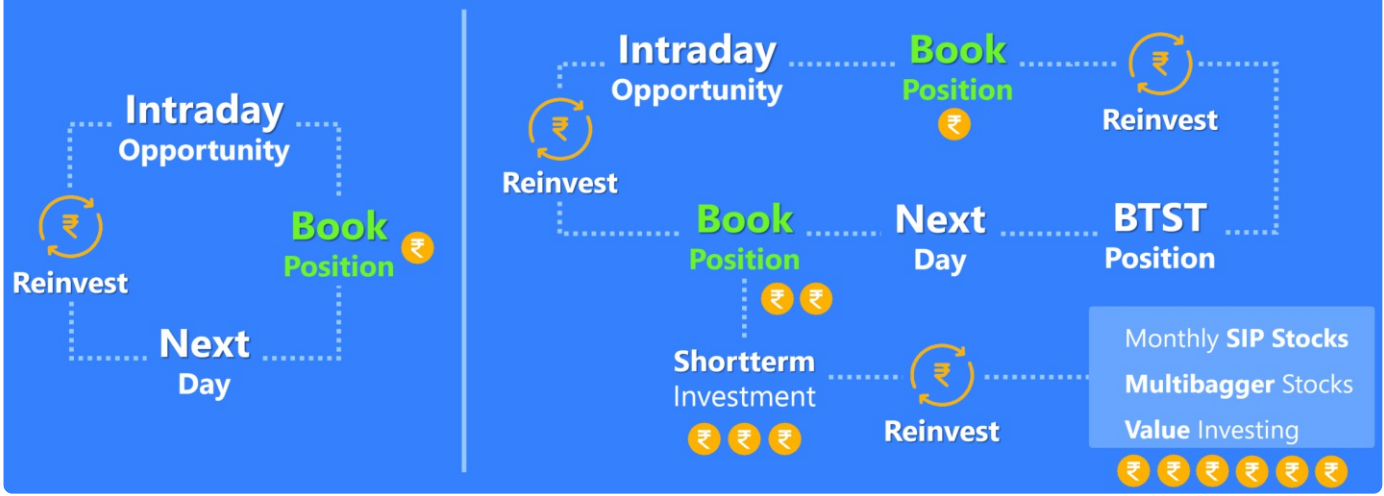 Intraday
Opportunity
₹
Book
Position
₹
Reinvest
Next
Day
Intraday
Opportunity
Book
Position
₹
₹
Reinvest
₹
Reinvest
Book
Position
₹ ₹
Next
Day
BTST
Position
Shortterm
Investment
₹ ₹ ₹
₹
Reinvest
Monthly SIP Stocks
Multibagger Stocks
Value Investing
₹ ₹ ₹ ₹ ₹ ₹